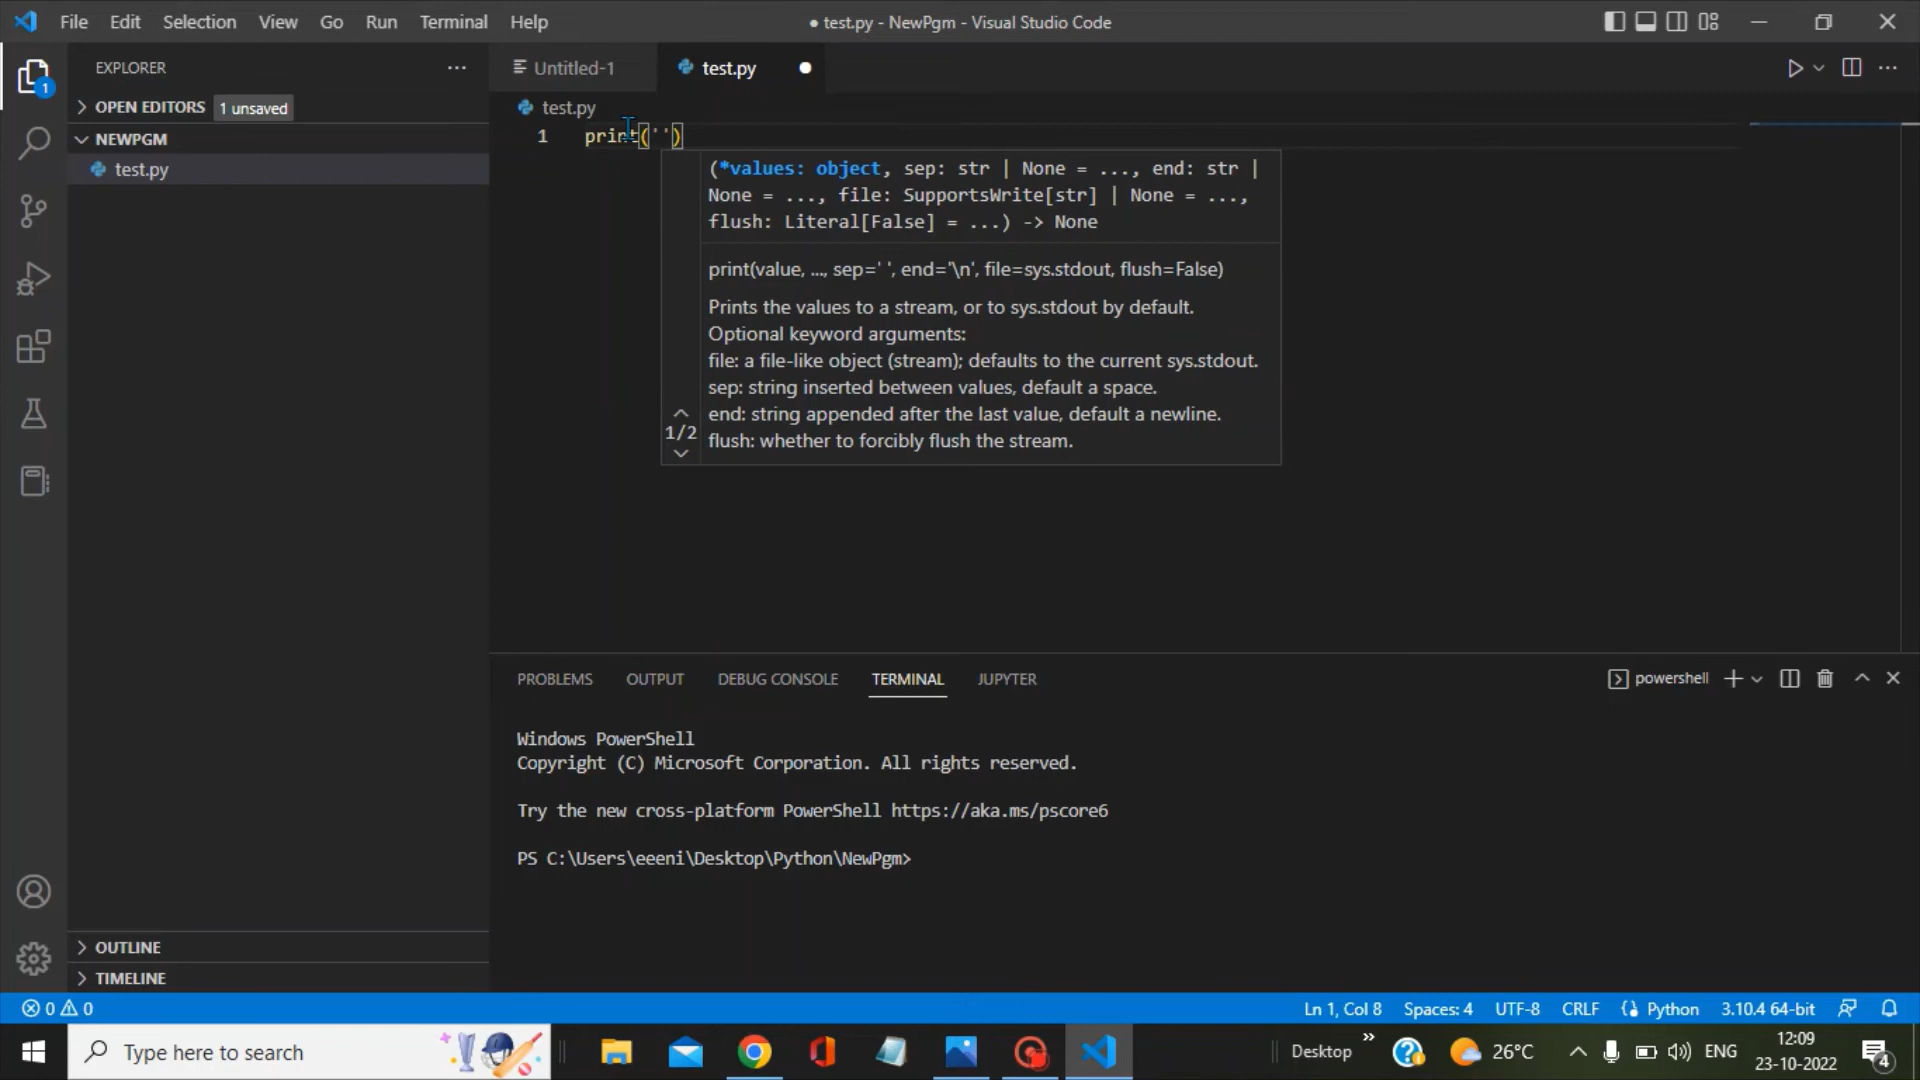 File Edit Selection View Go Run Terminal Help
● test.py - NewPgm - Visual Studio Code
EXPLORER
Untitled-1
test.py
1
OPEN EDITORS 1 unsaved
test.py
NEWPGM
test.py
1 print('')
(*values: object, sep: str | None = ..., end: str |
None = ..., file: SupportsWrite[str] | None = ...,
flush: Literal[False] = ...) -> None
print(value, ..., sep=' ', end='\n', file=sys.stdout, flush=False)
Prints the values to a stream, or to sys.stdout by default.
Optional keyword arguments:
file: a file-like object (stream); defaults to the current sys.stdout.
sep: string inserted between values, default a space.
end: string appended after the last value, default a newline.
1/2
flush: whether to forcibly flush the stream.
PROBLEMS OUTPUT DEBUG CONSOLE TERMINAL JUPYTER
powershell
Windows PowerShell
Copyright (C) Microsoft Corporation. All rights reserved.
Try the new cross-platform PowerShell https://aka.ms/pscore6
PS C:\Users\eeeni\Desktop\Python\NewPgm>
OUTLINE
TIMELINE
0 0
Ln 1, Col 8 Spaces: 4 UTF-8 CRLF Python 3.10.4 64-bit
Type here to search
Desktop
26°C
ENG
12:09
23-10-2022
4